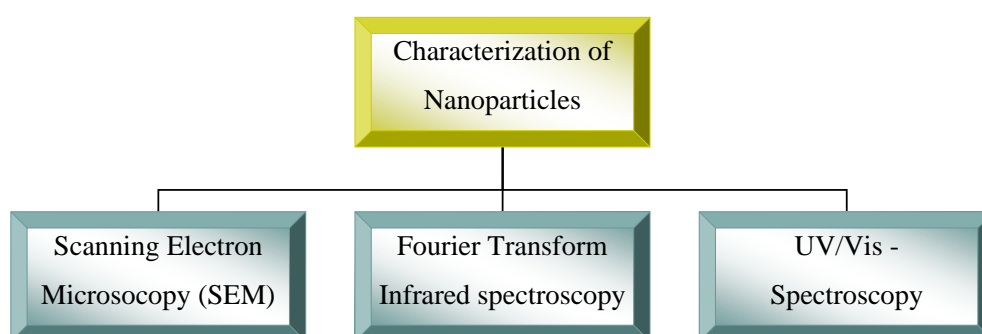 Characterization of
Nanoparticles
Scanning Electron
Microsocopy (SEM)
Fourier Transform
Infrared spectroscopy
UV/Vis -
Spectroscopy